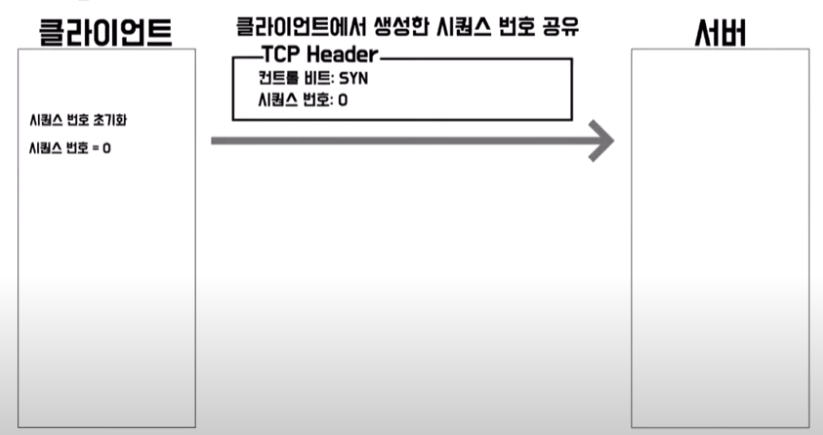 클라이언트
클라이언트에서 생성한 시퀀스 번호 공유
서버
TCP Header
컨트롤 비트: SYN
시퀀스 번호: 0
시퀀스 번호 초기화
시퀀스 번호 = 0